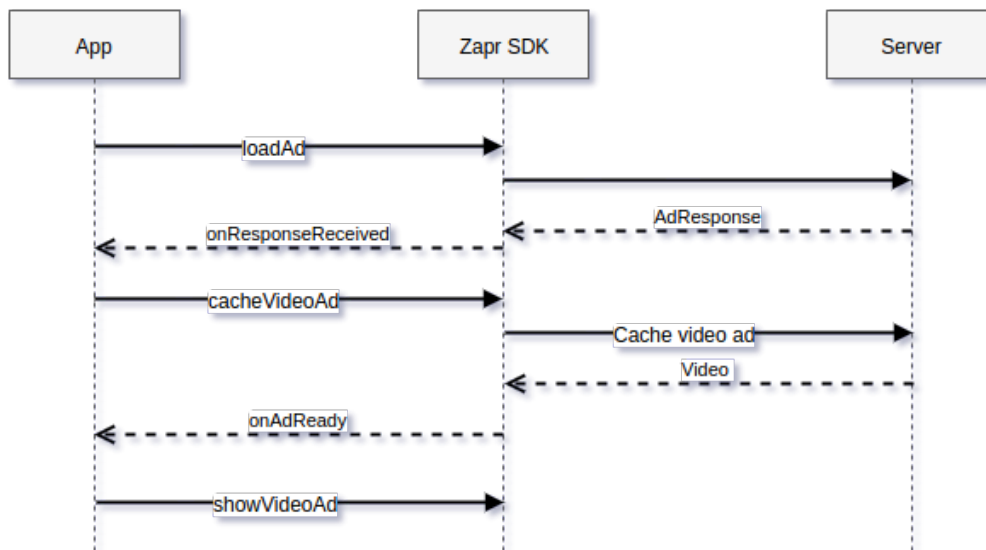 App
Zapr SDK
Server
loadAd
AdResponse
onResponseReceived
cacheVideoAd
Cache video ad
Video
onAdReady
showVideoAd